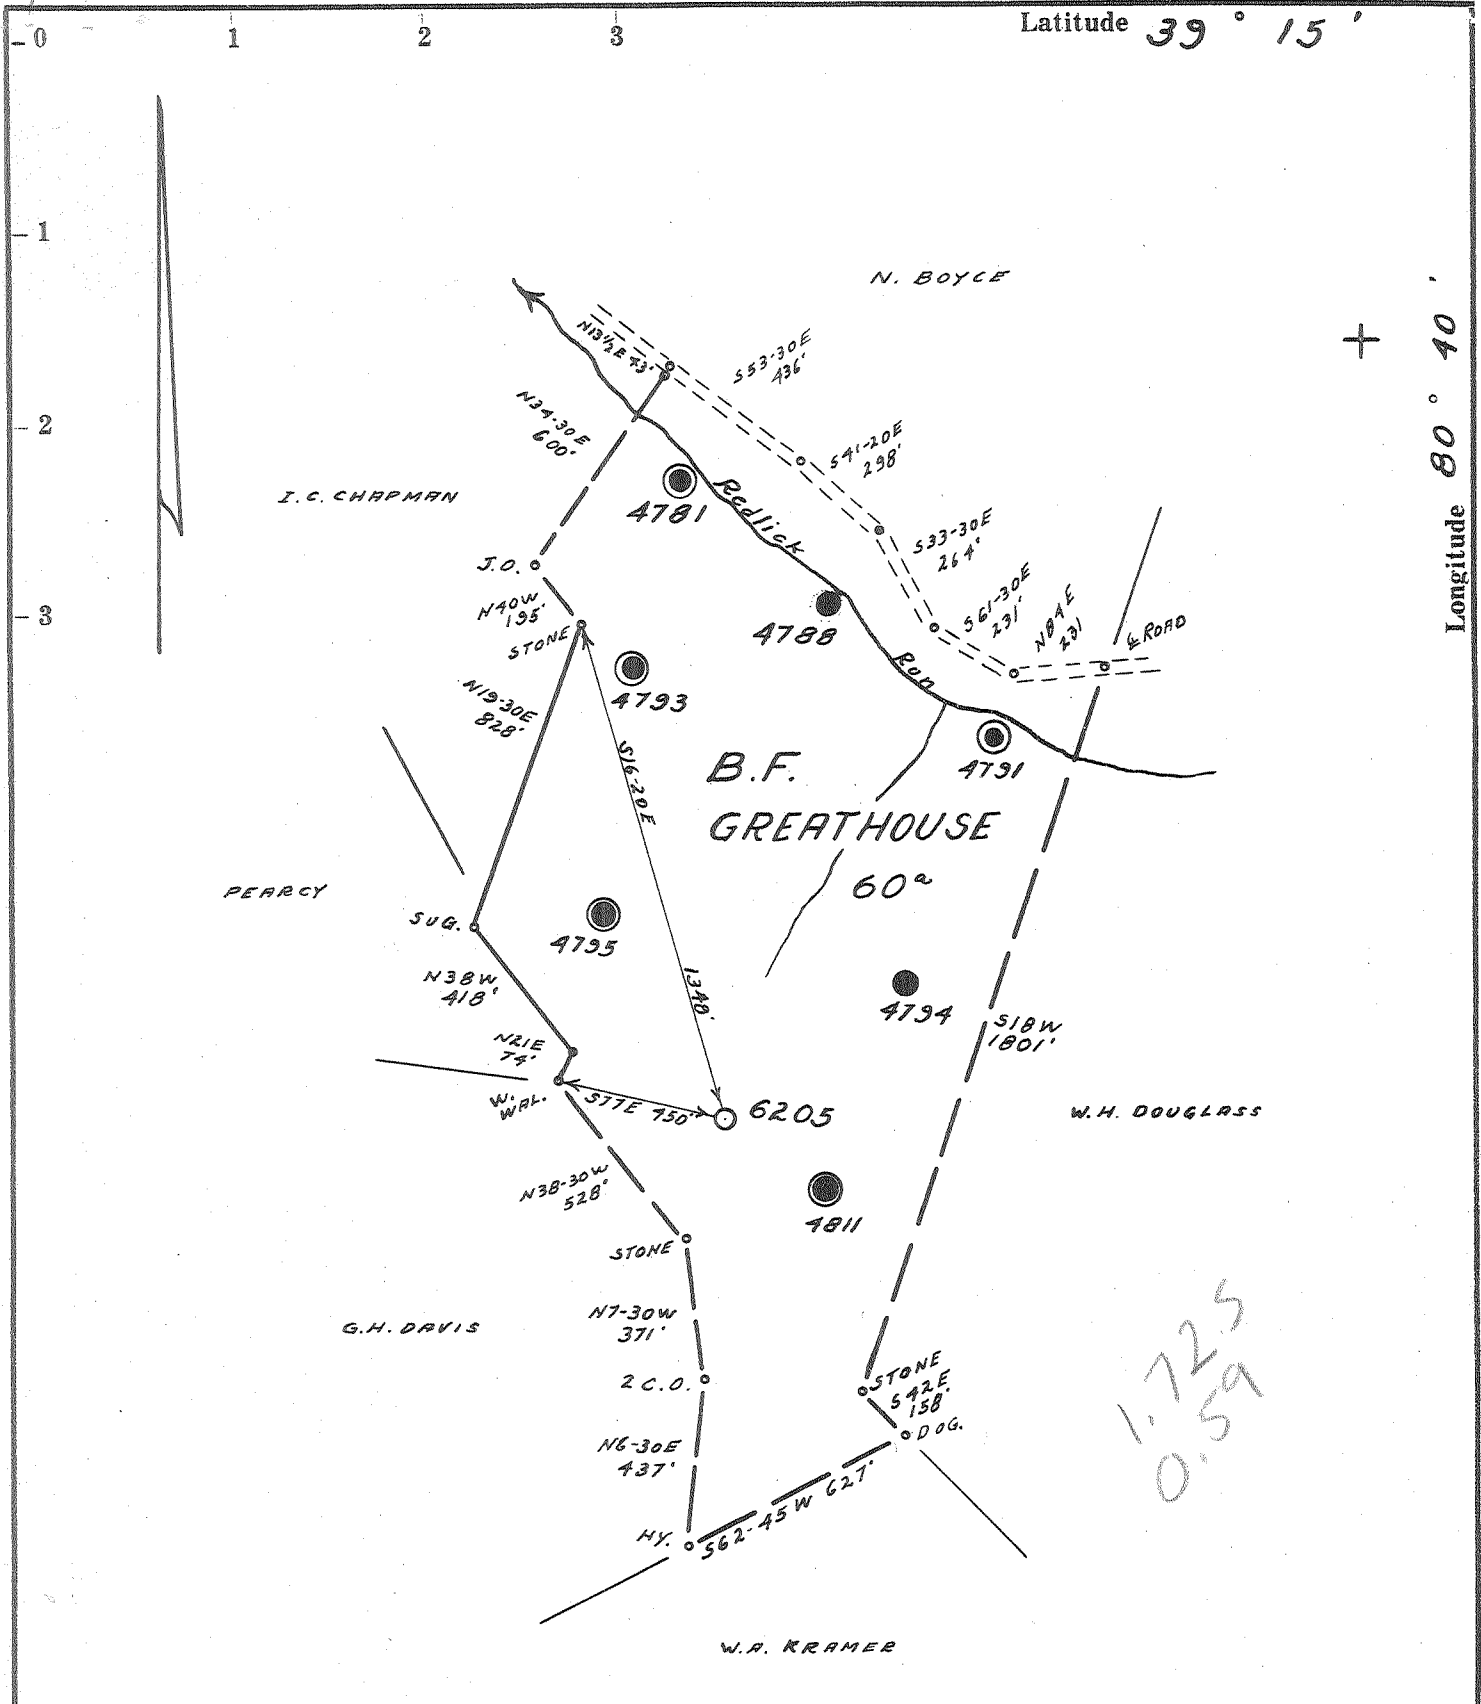 0 1 2 3
Latitude 39 ° 15 '
1
2
3
Longitude 80 ° 40 '
N. BOYCE
N13½E 43'
S53-30E
436'
N34-30E
600'
S41-20E
298'
I.C. CHAPMAN
4781
Redlick
Run
S33-30E
264'
J.O.
N40W
195'
STONE
4788
S61-30E
231'
N84E
231
℄ ROAD
4793
N19-30E
828'
S16-20E
1348'
B.F.
GREATHOUSE
60a
4791
PEARCY
SUG.
4795
N38W
418'
4794
S18W
1801'
N21E
74'
W.
WAL.
S77E 750'
6205
W.H. DOUGLASS
N38-30W
528'
4811
STONE
G.H. DAVIS
N7-30W
371'
2 C.O.
STONE
S42E
158'
DOG.
N6-30E
437'
HY.
S62-45W 627'
1.725
0.59
W.A. KRAMER